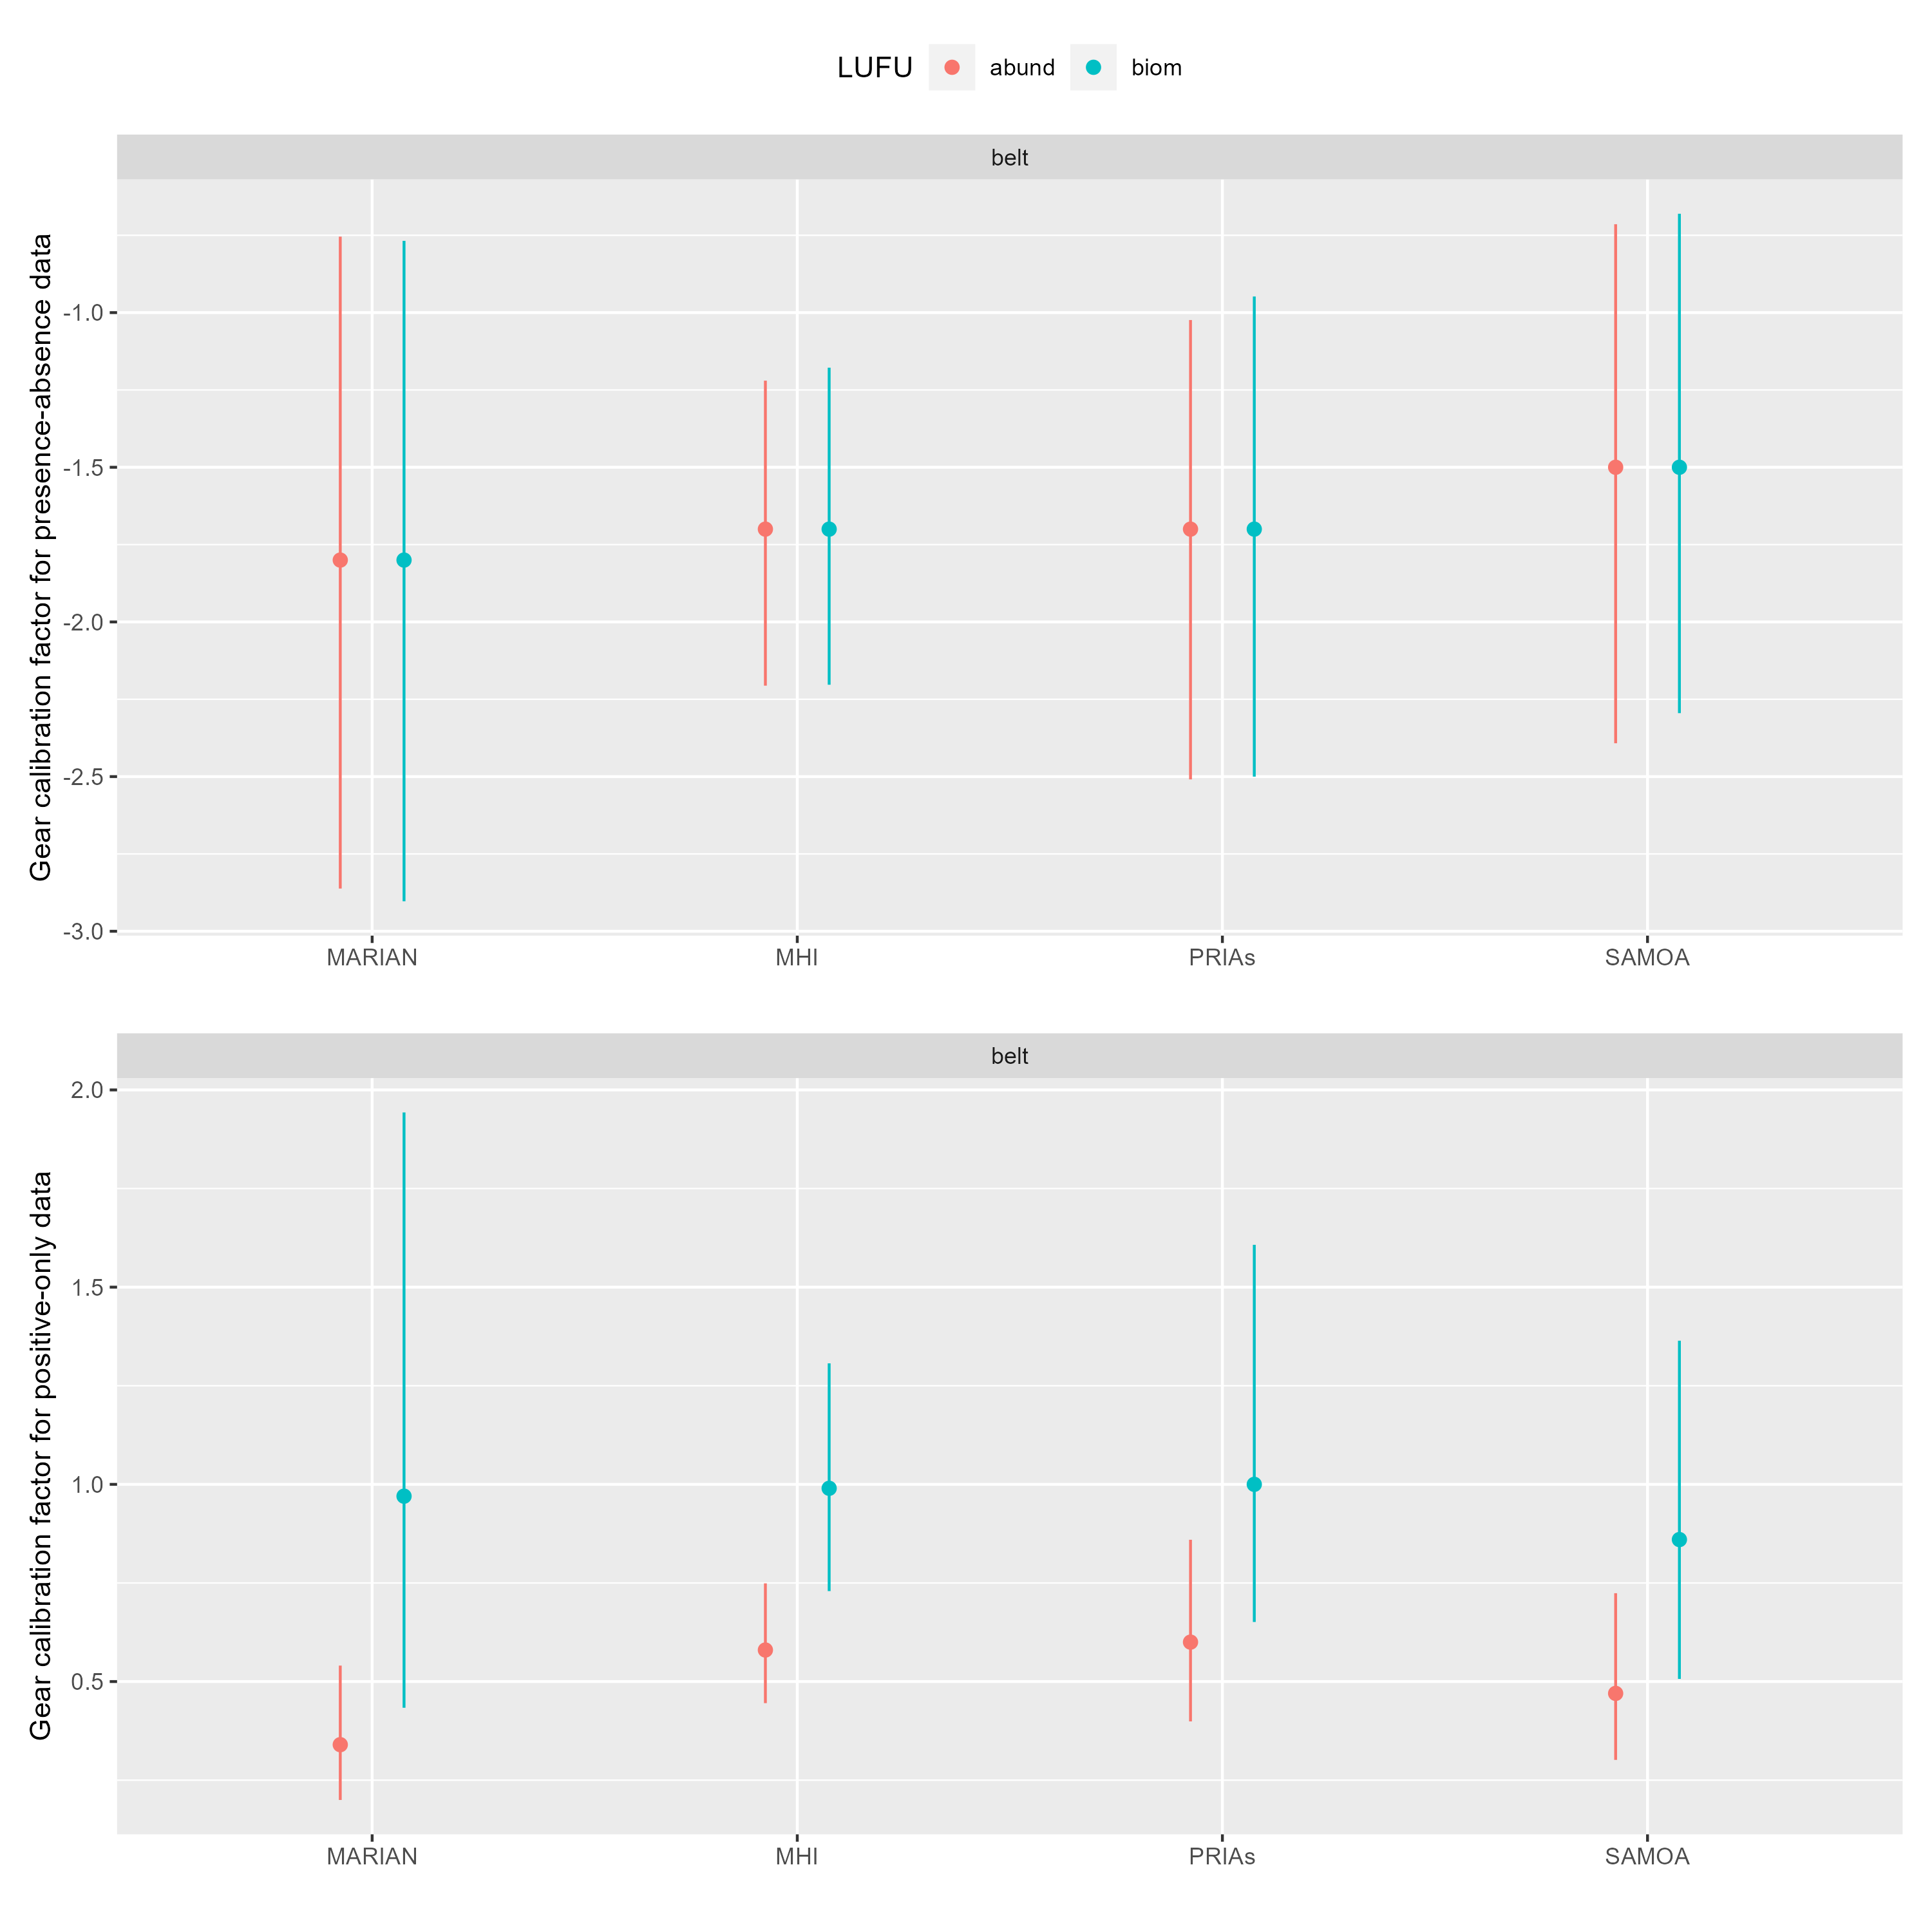 LUFU abund biom
belt
Gear calibration factor for presence-absence data
-1.0
-1.5
-2.0
-2.5
-3.0
MARIAN MHI PRIAs SAMOA
belt
Gear calibration factor for positive-only data
2.0
1.5
1.0
0.5
MARIAN MHI PRIAs SAMOA